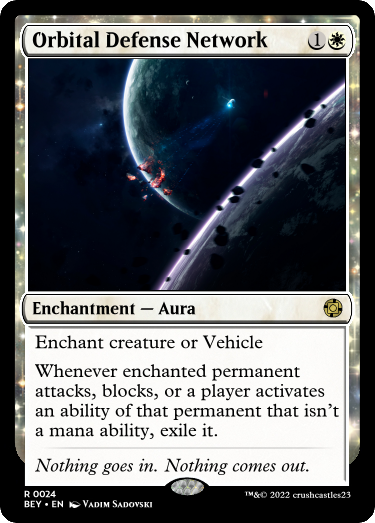 Orbital Defense Network 1
Enchantment — Aura
Enchant creature or Vehicle
Whenever enchanted permanent
attacks, blocks, or a player activates
an ability of that permanent that isn't
a mana ability, exile it.
Nothing goes in. Nothing comes out.
R 0024
BEY • EN Vadim Sadovski
™&© 2022 crushcastles23